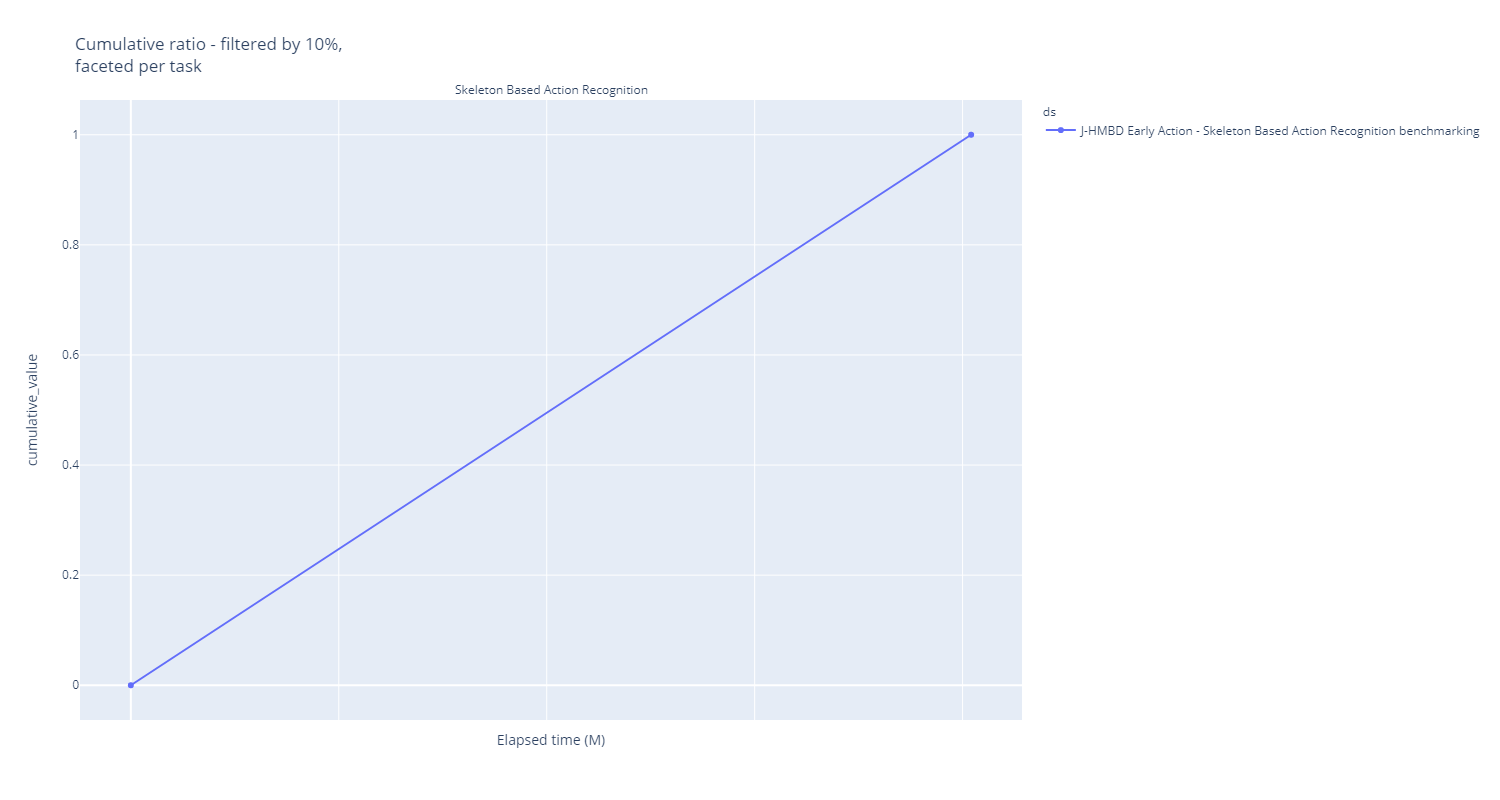 Cumulative ratio - filtered by 10%,
faceted per task
Skeleton Based Action Recognition
ds
J-HMBD Early Action - Skeleton Based Action Recognition benchmarking
1
0.8
0.6
0.4
0.2
0
cumulative_value
Elapsed time (M)